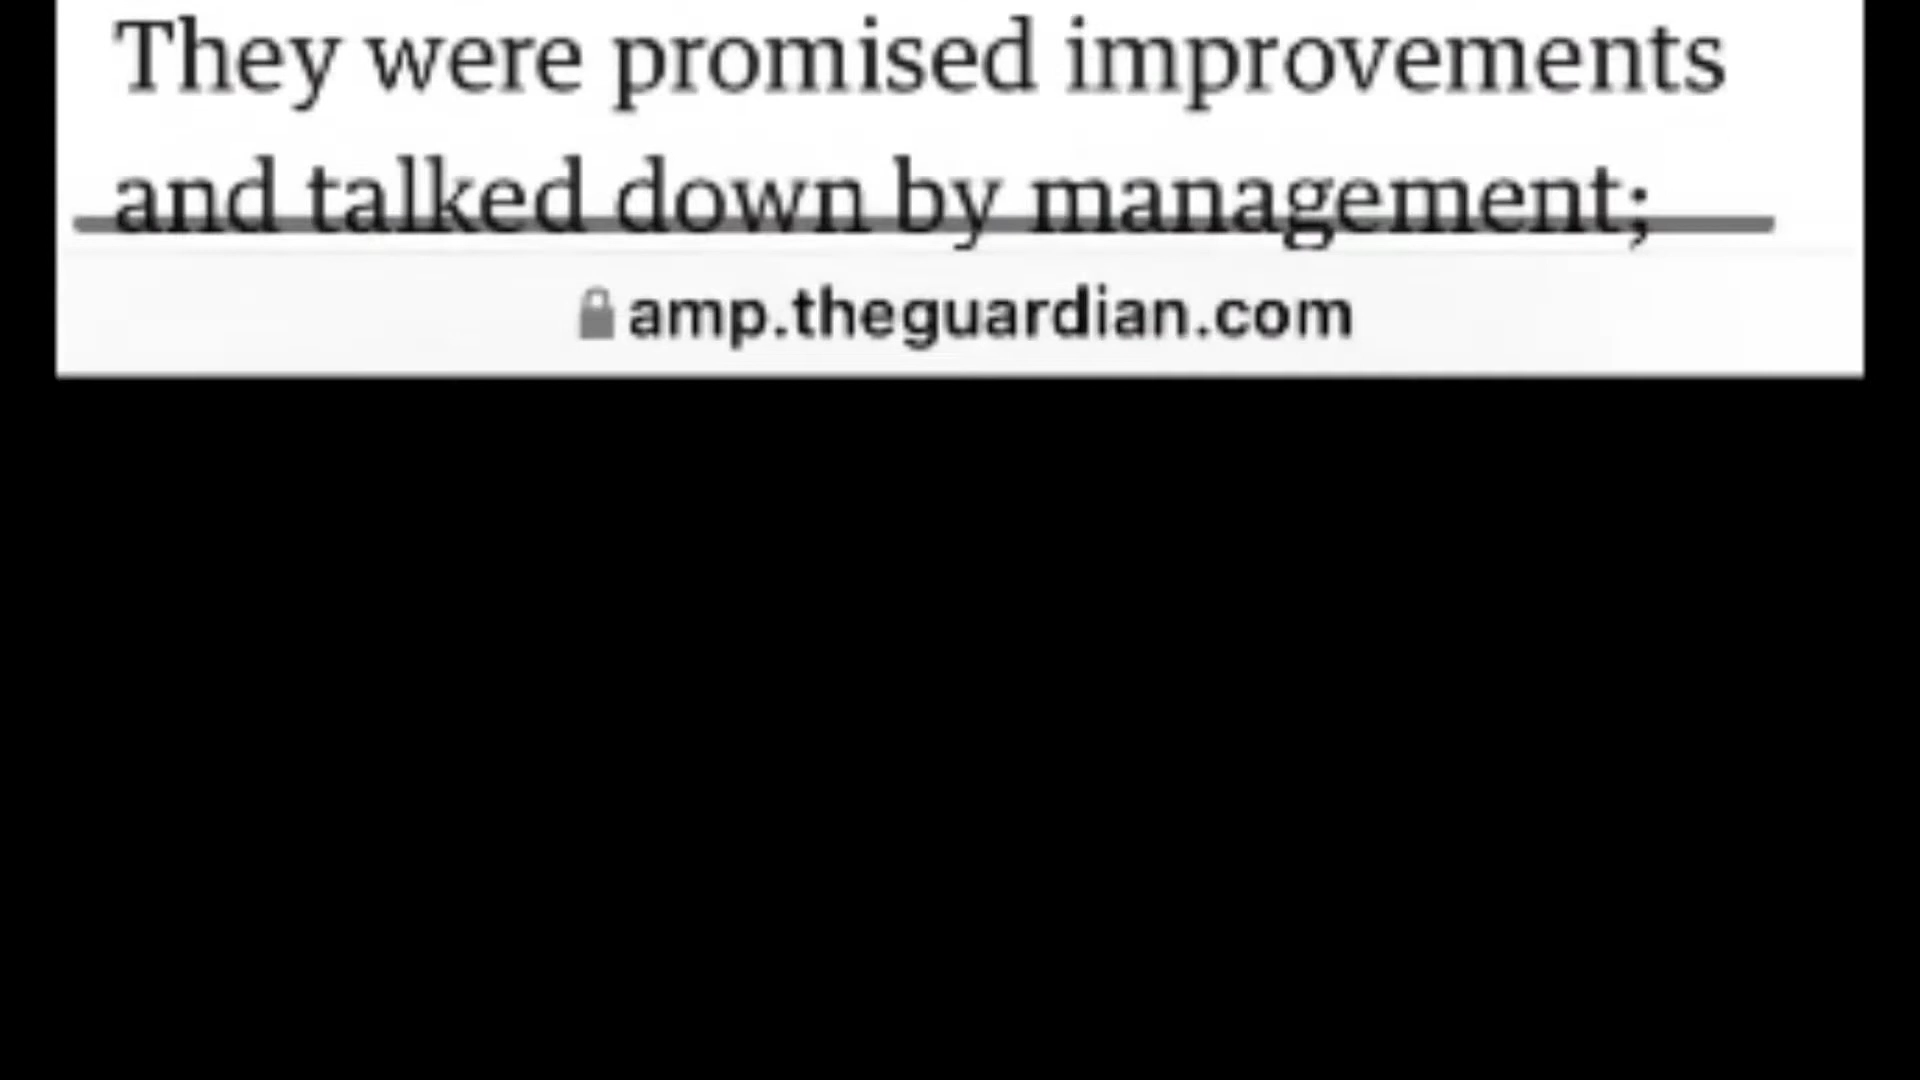 They were promised improvements
and talked down by management;
amp.theguardian.com